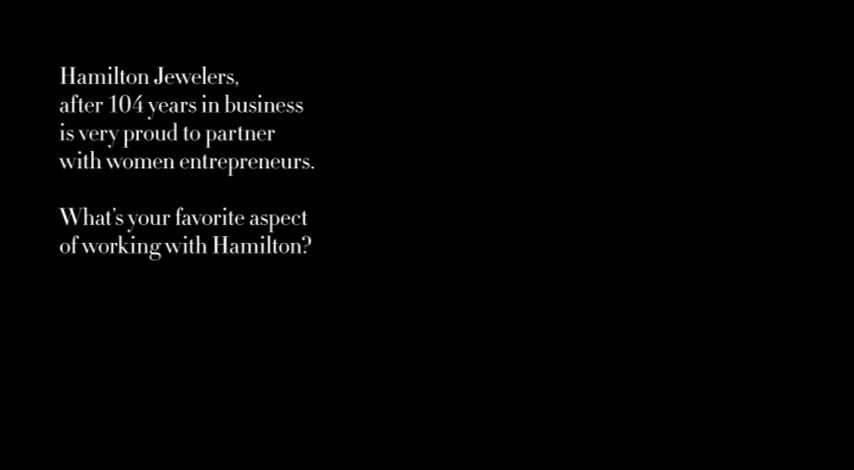 Hamilton Jewelers,
after 104 years in business
is very proud to partner
with women entrepreneurs.
What's your favorite aspect
of working with Hamilton?